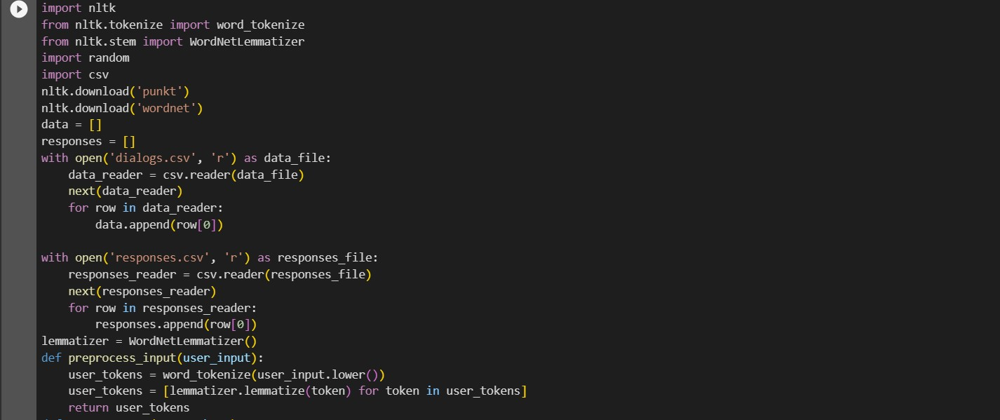 import nltk
from nltk.tokenize import word_tokenize
from nltk.stem import WordNetLemmatizer
import random
import csv
nltk.download('punkt')
nltk.download('wordnet')
data = []
responses = []
with open('dialogs.csv', 'r') as data_file:
    data_reader = csv.reader(data_file)
    next(data_reader)
    for row in data_reader:
        data.append(row[0])

with open('responses.csv', 'r') as responses_file:
    responses_reader = csv.reader(responses_file)
    next(responses_reader)
    for row in responses_reader:
        responses.append(row[0])
lemmatizer = WordNetLemmatizer()
def preprocess_input(user_input):
    user_tokens = word_tokenize(user_input.lower())
    user_tokens = [lemmatizer.lemmatize(token) for token in user_tokens]
    return user_tokens